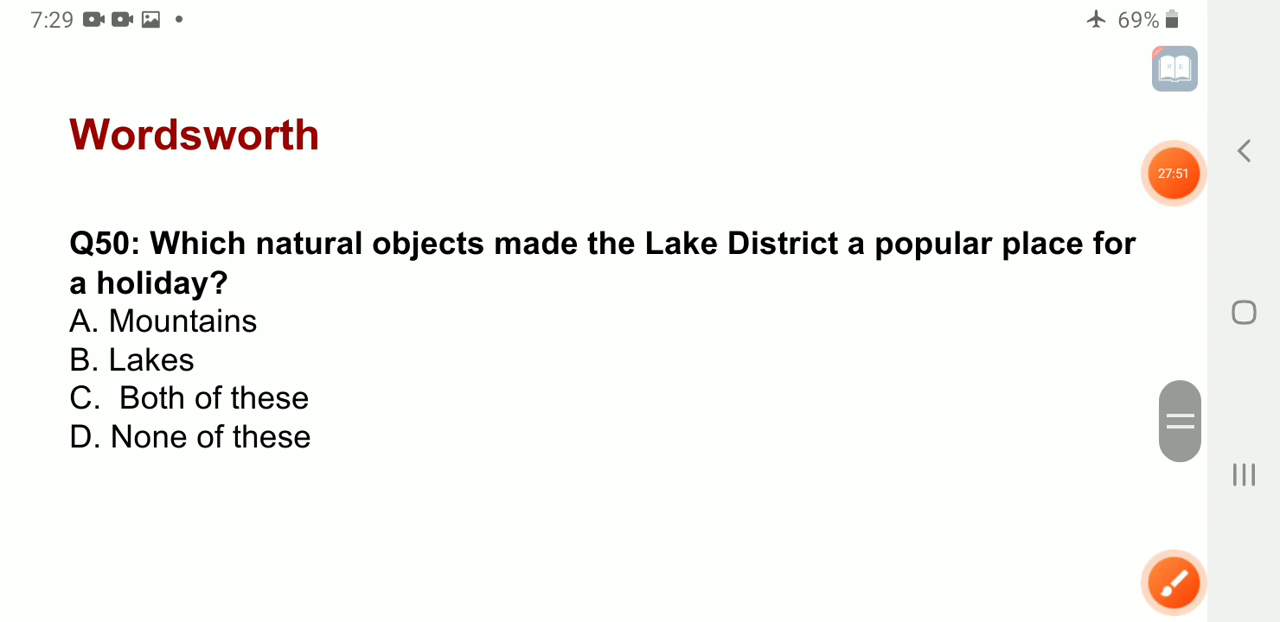 7:29
69%
Wordsworth
27:51
Q50: Which natural objects made the Lake District a popular place for
a holiday?
A. Mountains
B. Lakes
C. Both of these
D. None of these